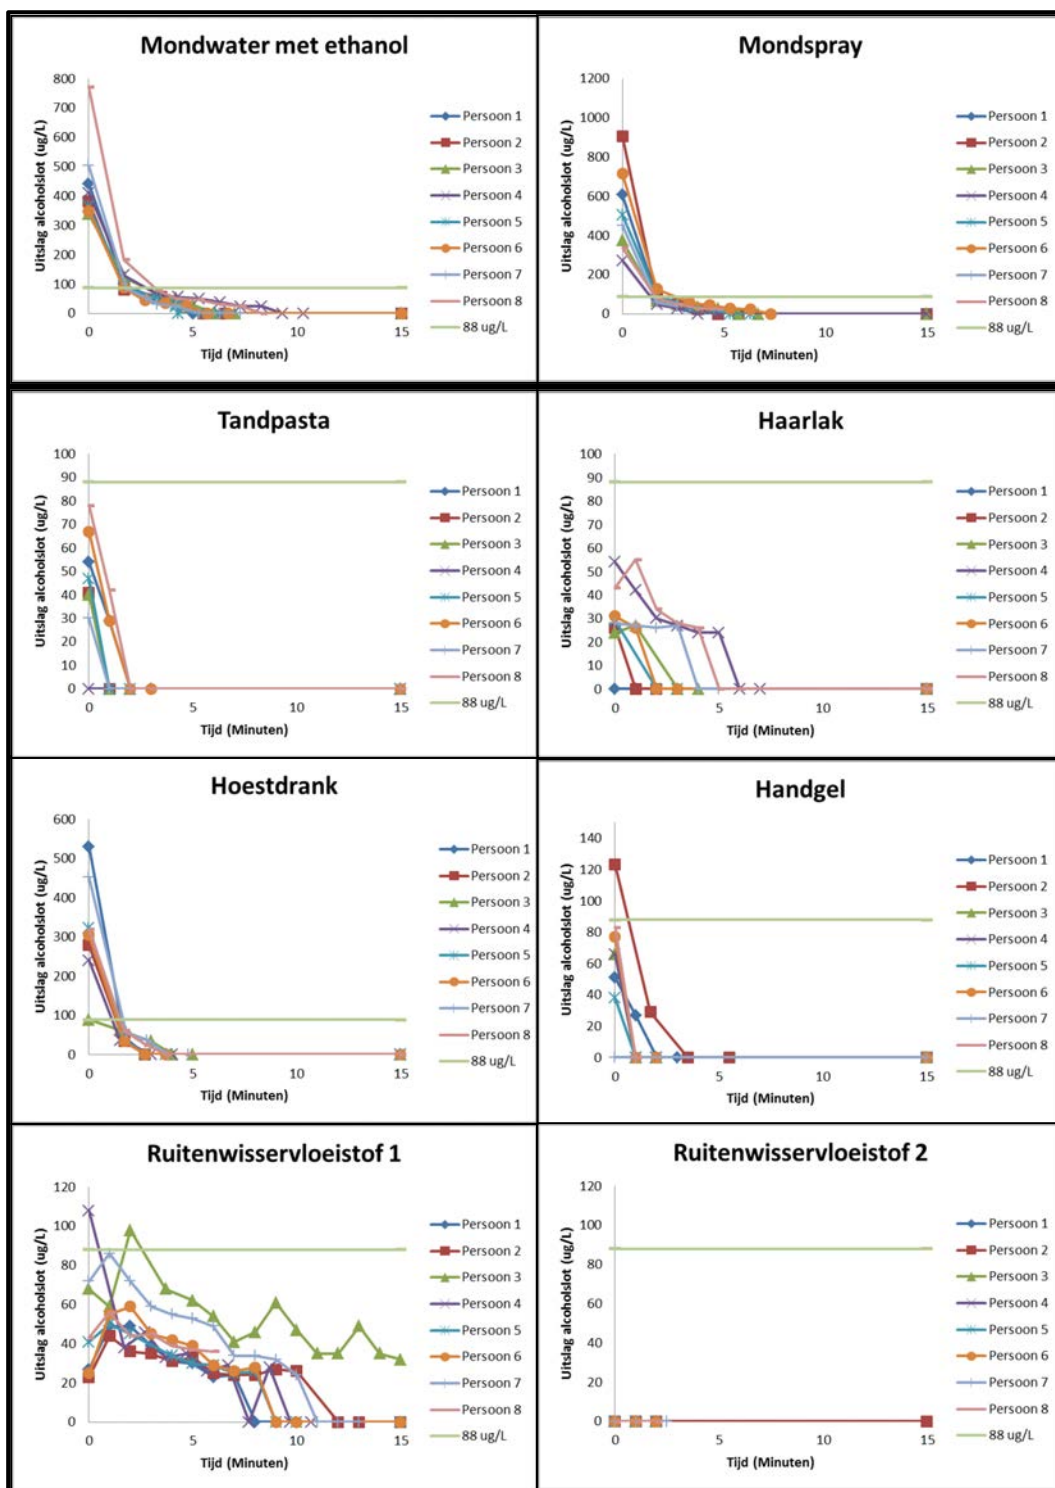 Mondwater met ethanol
Uitslag alcoholslot (ug/L)
800
700
600
500
400
300
200
100
0
0 5 10 15
Tijd (Minuten)
Persoon 1
Persoon 2
Persoon 3
Persoon 4
Persoon 5
Persoon 6
Persoon 7
Persoon 8
88 ug/L
Mondspray
Uitslag alcoholslot (ug/L)
1200
1000
800
600
400
200
0
0 5 10 15
Tijd (Minuten)
Persoon 1
Persoon 2
Persoon 3
Persoon 4
Persoon 5
Persoon 6
Persoon 7
Persoon 8
88 ug/L
Tandpasta
Uitslag alcoholslot (ug/L)
100
90
80
70
60
50
40
30
20
10
0
0 5 10 15
Tijd (Minuten)
Persoon 1
Persoon 2
Persoon 3
Persoon 4
Persoon 5
Persoon 6
Persoon 7
Persoon 8
88 ug/L
Haarlak
Uitslag alcoholslot (ug/L)
100
90
80
70
60
50
40
30
20
10
0
0 5 10 15
Tijd (Minuten)
Persoon 1
Persoon 2
Persoon 3
Persoon 4
Persoon 5
Persoon 6
Persoon 7
Persoon 8
88 ug/L
Hoestdrank
Uitslag alcoholslot (ug/L)
600
500
400
300
200
100
0
0 5 10 15
Tijd (Minuten)
Persoon 1
Persoon 2
Persoon 3
Persoon 4
Persoon 5
Persoon 6
Persoon 7
Persoon 8
88 ug/L
Handgel
Uitslag alcoholslot (ug/L)
140
120
100
80
60
40
20
0
0 5 10 15
Tijd (Minuten)
Persoon 1
Persoon 2
Persoon 3
Persoon 4
Persoon 5
Persoon 6
Persoon 7
Persoon 8
88 ug/L
Ruitenwisservloeistof 1
Uitslag alcoholslot (ug/L)
120
100
80
60
40
20
0
0 5 10 15
Tijd (Minuten)
Persoon 1
Persoon 2
Persoon 3
Persoon 4
Persoon 5
Persoon 6
Persoon 7
Persoon 8
88 ug/L
Ruitenwisservloeistof 2
Uitslag alcoholslot (ug/L)
120
100
80
60
40
20
0
0 5 10 15
Tijd (Minuten)
Persoon 1
Persoon 2
Persoon 3
Persoon 4
Persoon 5
Persoon 6
Persoon 7
Persoon 8
88 ug/L